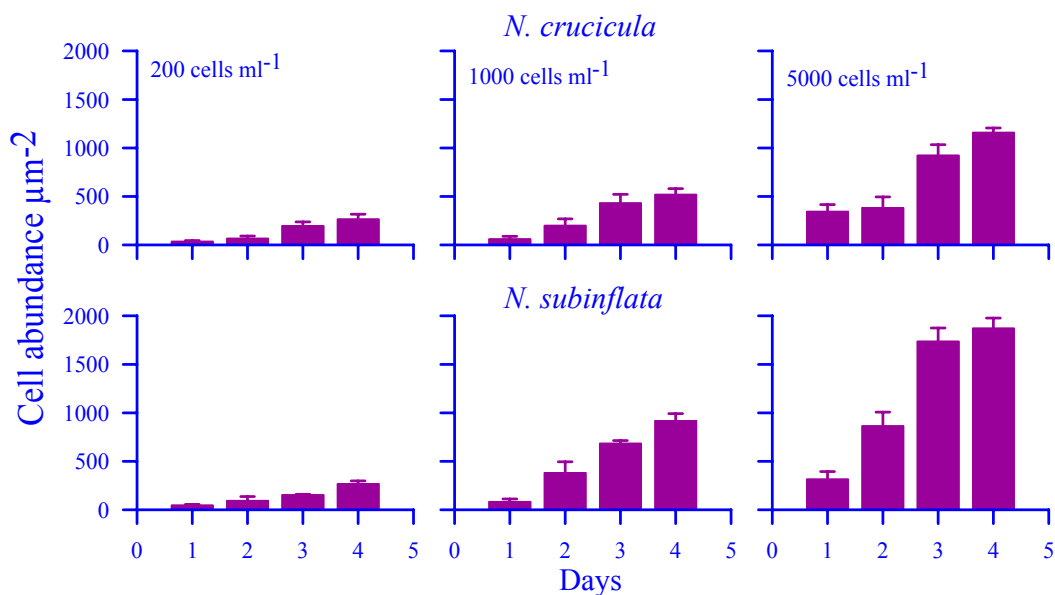 N. crucicula
200 cells ml-1
1000 cells ml-1
5000 cells ml-1
2000
1500
1000
500
0
Cell abundance µm-2
N. subinflata
2000
1500
1000
500
0
0 1 2 3 4 5
0 1 2 3 4 5
0 1 2 3 4 5
Days